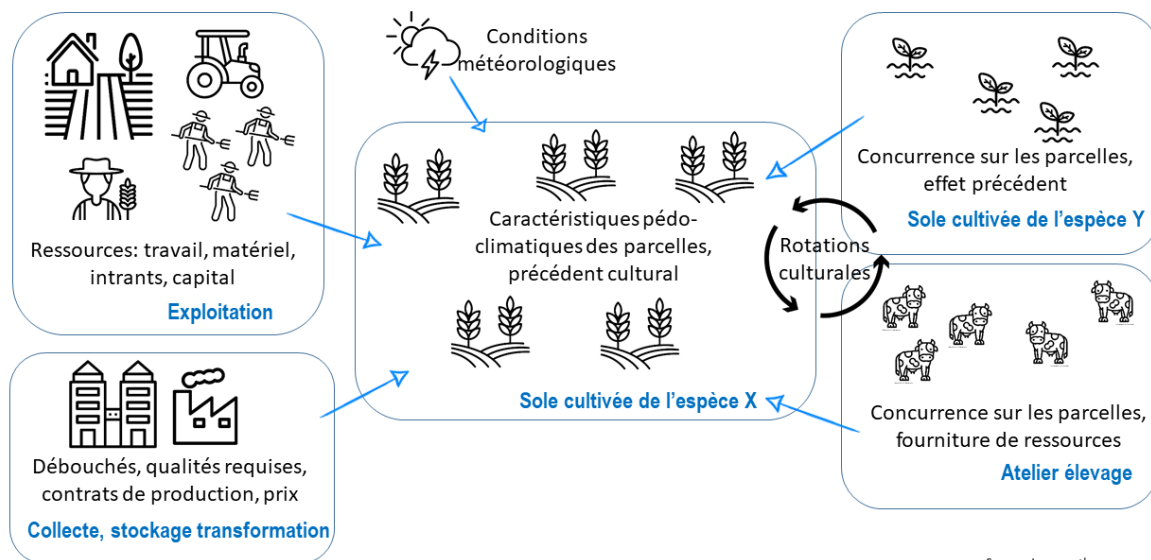 Conditions
météorologiques
Ressources: travail, matériel,
intrants, capital
Exploitation
Débouchés, qualités requises,
contrats de production, prix
Collecte, stockage transformation
Caractéristiques pédo-
climatiques des parcelles,
précédent cultural
Sole cultivée de l'espèce X
Rotations
culturales
Concurrence sur les parcelles,
effet précédent
Sole cultivée de l'espèce Y
Concurrence sur les parcelles,
fourniture de ressources
Atelier élevage